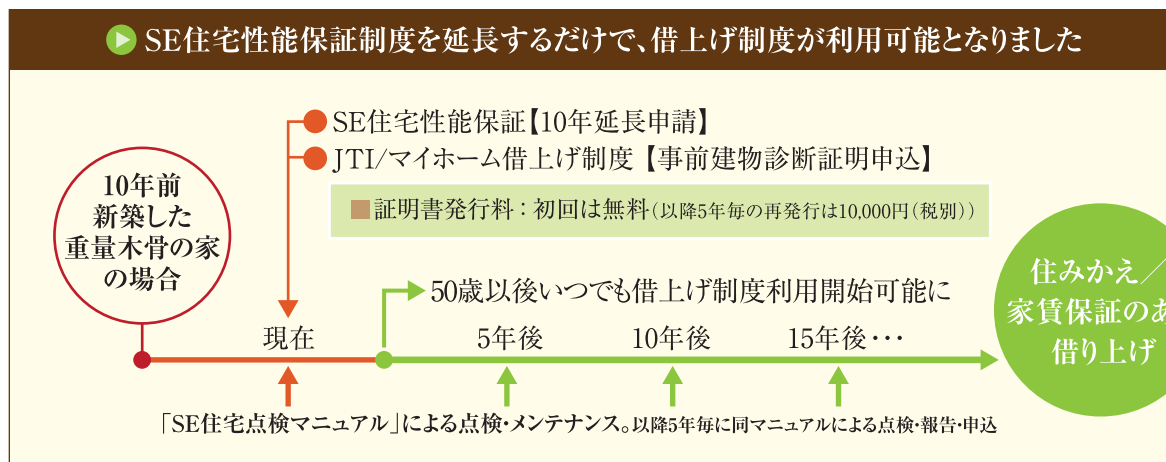 SE住宅性能保証制度を延長するだけで、借上げ制度が利用可能となりました
SE住宅性能保証【10年延長申請】
JTI/マイホーム借上げ制度【事前建物診断証明申込】
■証明書発行料：初回は無料（以降5年毎の再発行は10,000円（税別））
10年前
新築した
重量木骨の家
の場合
50歳以後いつでも借上げ制度利用開始可能に
現在
5年後
10年後
15年後・・・
住みかえ／
家賃保証のあ
借り上げ
「SE住宅点検マニュアル」による点検・メンテナンス。以降5年毎に同マニュアルによる点検・報告・申込